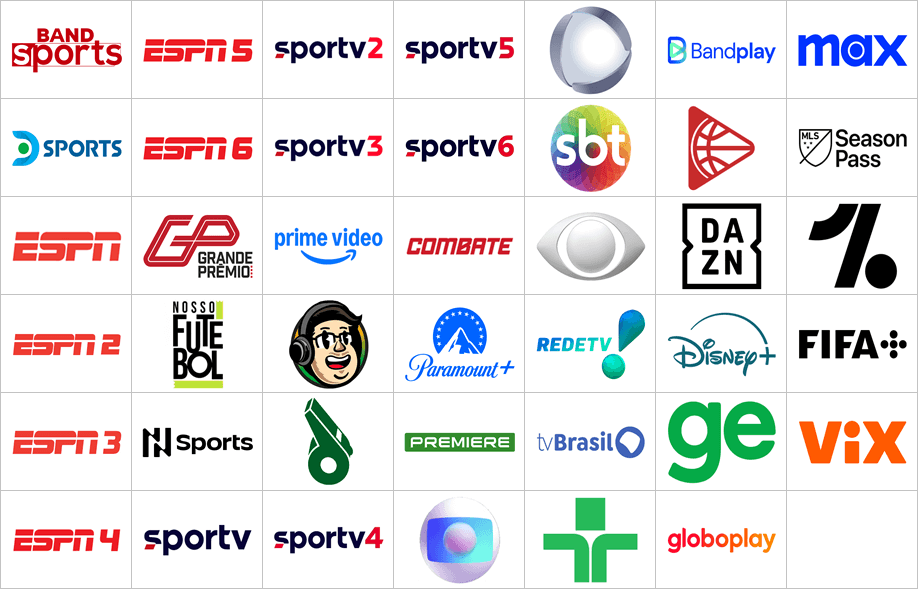 BAND
sports
ESPN 5
sportv2
sportv5
Bandplay
max
SPORTS
ESPN 6
sportv3
sportv6
sbt
MLS
Season
Pass
ESPN
GP
GRANDE
PRÊMIO
prime video
COMBATE
DA
ZN
ESPN 2
NOSSO
FUTE
BOL
Paramount+
REDETV!
Disney+
FIFA+
ESPN 3
N Sports
PREMIERE
tvBrasil
ge
ViX
ESPN 4
sportv
sportv4
globoplay